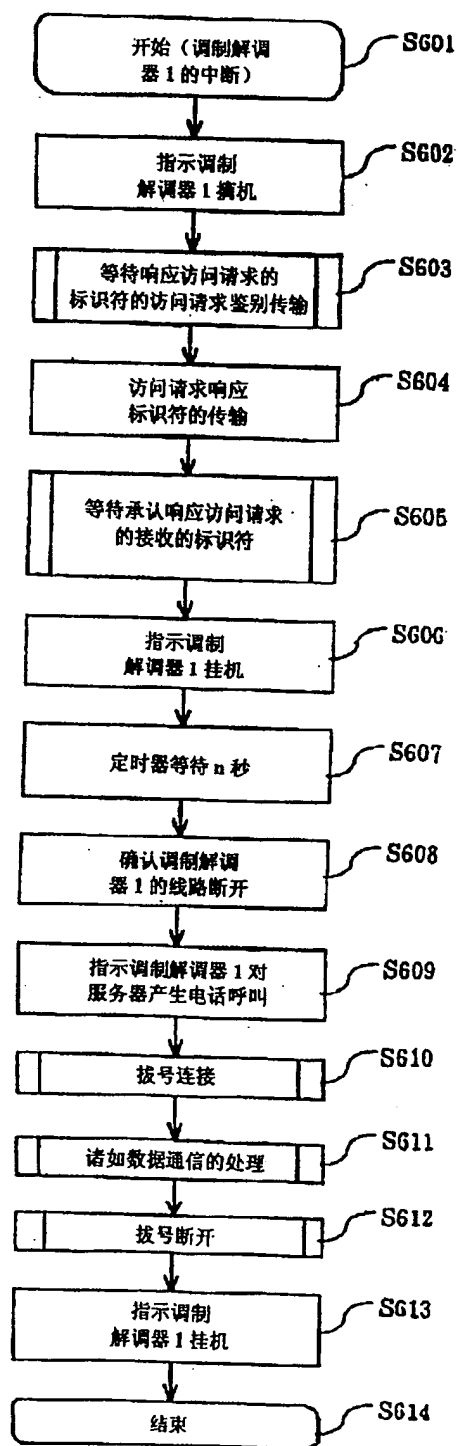 开始（调制解调
器1的中断）
S601
指示调制
解调器1摘机
S602
等待响应访问请求的
标识符的访问请求鉴别传输
S603
访问请求响应
标识符的传输
S604
等待承认响应访问请求
的接收的标识符
S605
指示调制
解调器1挂机
S606
定时器等待n秒
S607
确认调制解调
器1的线路断开
S608
指示调制解调器1对
服务器产生电话呼叫
S609
拔号连接
S610
诸如数据通信的处理
S611
拔号断开
S612
指示调制
解调器1挂机
S613
结束
S614